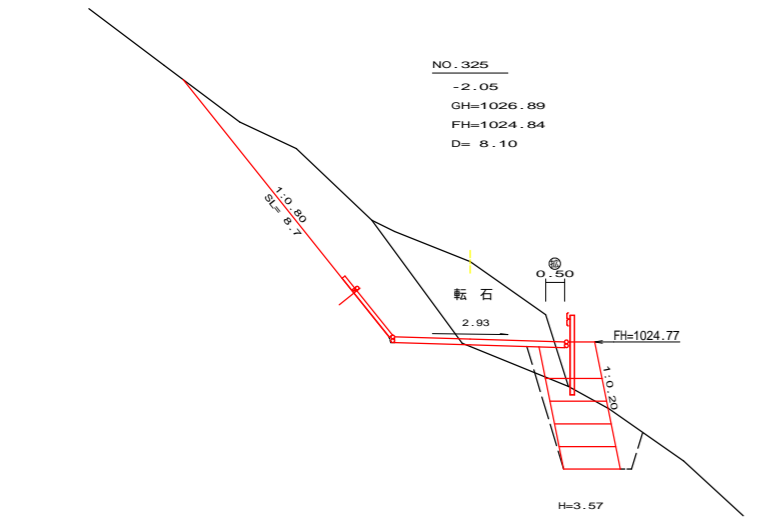 NO.325
-2.05
GH=1026.89
FH=1024.84
D= 8.10
1:0.80
SL= 8.7
0.50
転 石
2.93
FH=1024.77
1:0.20
H=3.57